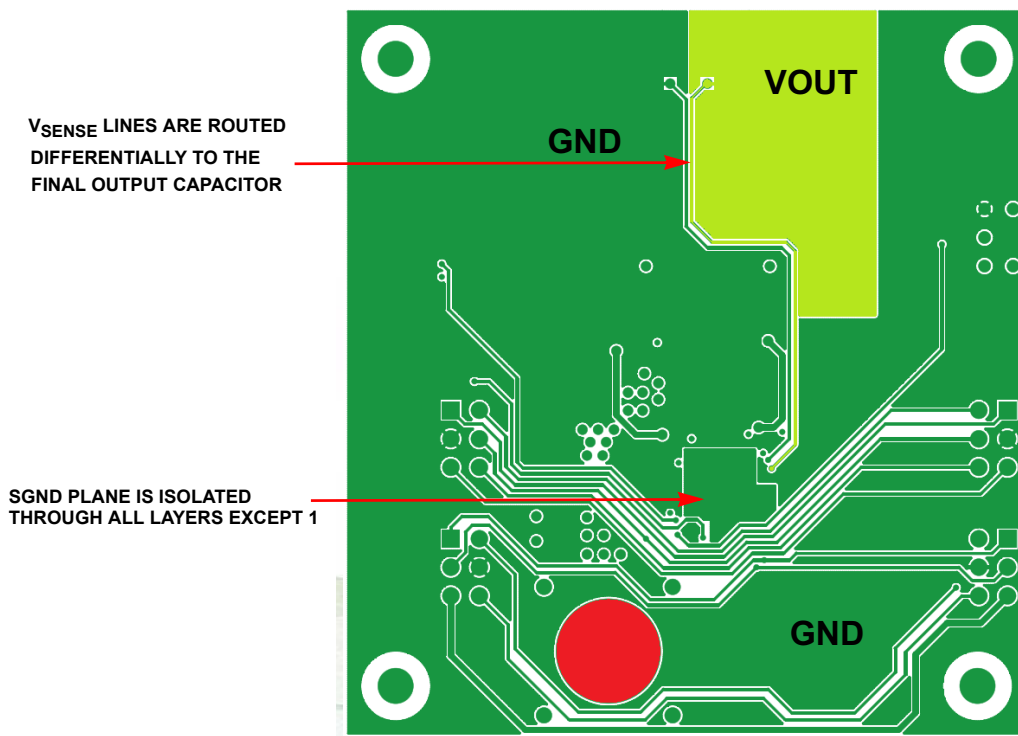 VOUT
GND
VSENSE LINES ARE ROUTED
DIFFERENTIALLY TO THE
FINAL OUTPUT CAPACITOR
SGND PLANE IS ISOLATED
THROUGH ALL LAYERS EXCEPT 1
GND